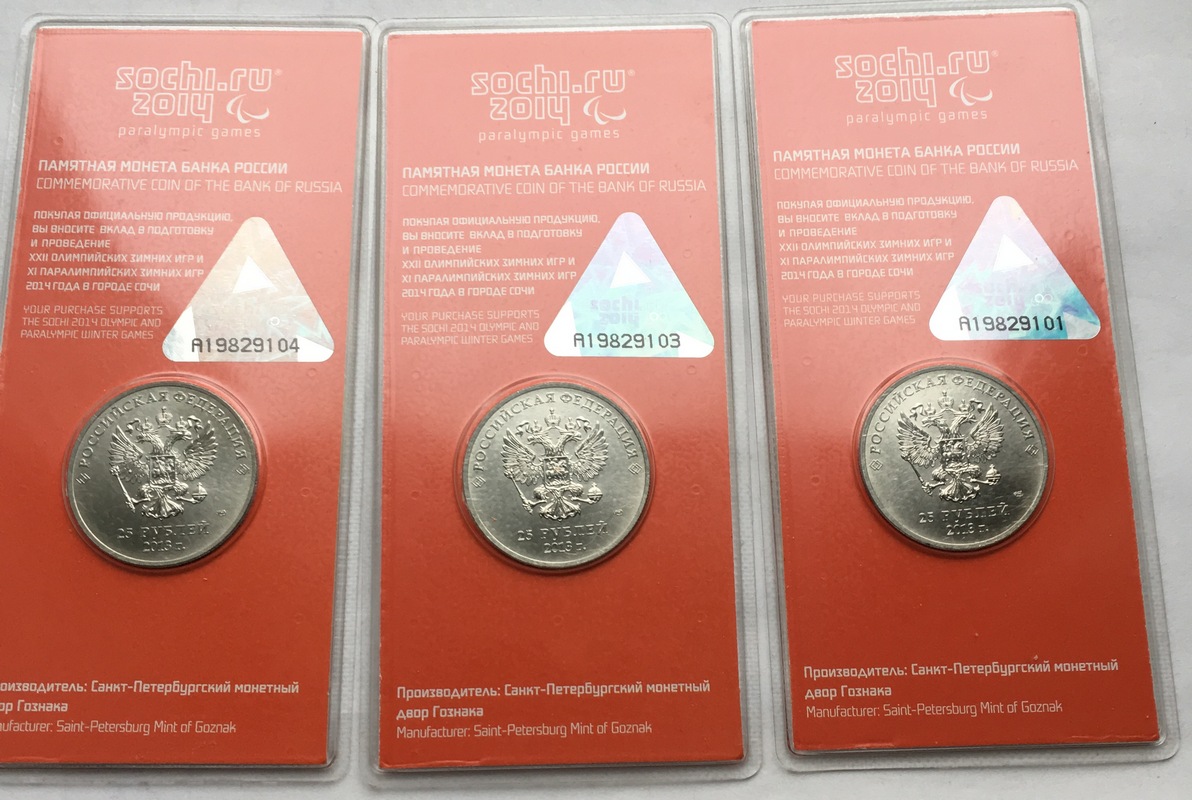 sochi.ru®
2014
paralympic games
ПАМЯТНАЯ МОНЕТА БАНКА РОССИИ
COMMEMORATIVE COIN OF THE BANK OF RUSSIA
ПОКУПАЯ ОФИЦИАЛЬНУЮ ПРОДУКЦИЮ,
ВЫ ВНОСИТЕ ВКЛАД В ПОДГОТОВКУ
И ПРОВЕДЕНИЕ
XXII ОЛИМПИЙСКИХ ЗИМНИХ ИГР И
XI ПАРАЛИМПИЙСКИХ ЗИМНИХ ИГР
2014 ГОДА В ГОРОДЕ СОЧИ
YOUR PURCHASE SUPPORTS
THE SOCHI 2014 OLYMPIC AND
PARALYMPIC WINTER GAMES
A19829104
РОССИЙСКАЯ ФЕДЕРАЦИЯ
25 РУБЛЕЙ
2013 г.
оизводитель: Санкт-Петербургский монетный
ор Гознака
nufacturer: Saint-Petersburg Mint of Goznak
sochi.ru®
2014
paralympic games
ПАМЯТНАЯ МОНЕТА БАНКА РОССИИ
COMMEMORATIVE COIN OF THE BANK OF RUSSIA
ПОКУПАЯ ОФИЦИАЛЬНУЮ ПРОДУКЦИЮ,
ВЫ ВНОСИТЕ ВКЛАД В ПОДГОТОВКУ
И ПРОВЕДЕНИЕ
XXII ОЛИМПИЙСКИХ ЗИМНИХ ИГР И
XI ПАРАЛИМПИЙСКИХ ЗИМНИХ ИГР
2014 ГОДА В ГОРОДЕ СОЧИ
YOUR PURCHASE SUPPORTS
THE SOCHI 2014 OLYMPIC AND
PARALYMPIC WINTER GAMES
sochi
2014
A19829103
РОССИЙСКАЯ ФЕДЕРАЦИЯ
25 РУБЛЕЙ
2013 г.
Производитель: Санкт-Петербургский монетный
двор Гознака
Manufacturer: Saint-Petersburg Mint of Goznak
sochi.ru®
2014
paralympic games
ПАМЯТНАЯ МОНЕТА БАНКА РОССИИ
COMMEMORATIVE COIN OF THE BANK OF RUSSIA
ПОКУПАЯ ОФИЦИАЛЬНУЮ ПРОДУКЦИЮ,
ВЫ ВНОСИТЕ ВКЛАД В ПОДГОТОВКУ
И ПРОВЕДЕНИЕ
XXII ОЛИМПИЙСКИХ ЗИМНИХ ИГР И
XI ПАРАЛИМПИЙСКИХ ЗИМНИХ ИГР
2014 ГОДА В ГОРОДЕ СОЧИ
YOUR PURCHASE SUPPORTS
THE SOCHI 2014 OLYMPIC AND
PARALYMPIC WINTER GAMES
sochi
2014
A19829101
РОССИЙСКАЯ ФЕДЕРАЦИЯ
25 РУБЛЕЙ
2013 г.
Производитель: Санкт-Петербургский монетный
двор Гознака
Manufacturer: Saint-Petersburg Mint of Goznak